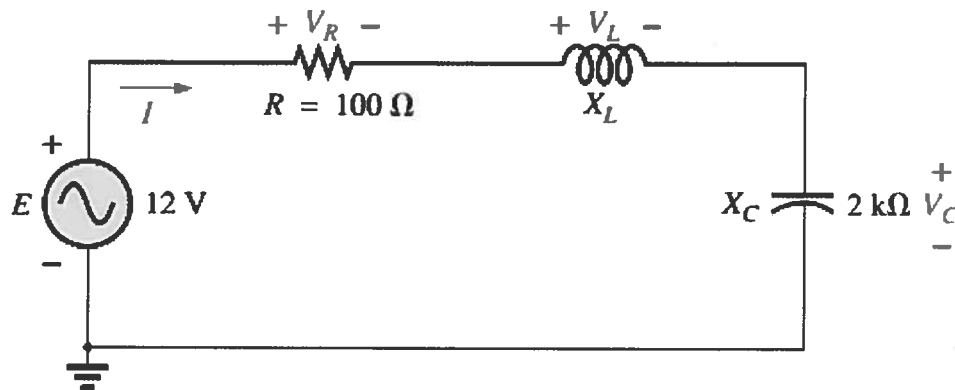 + V_R −
+ V_L −
I
R = 100 Ω
X_L
+
E
12 V
−
X_C
2 kΩ
+
V_C
−